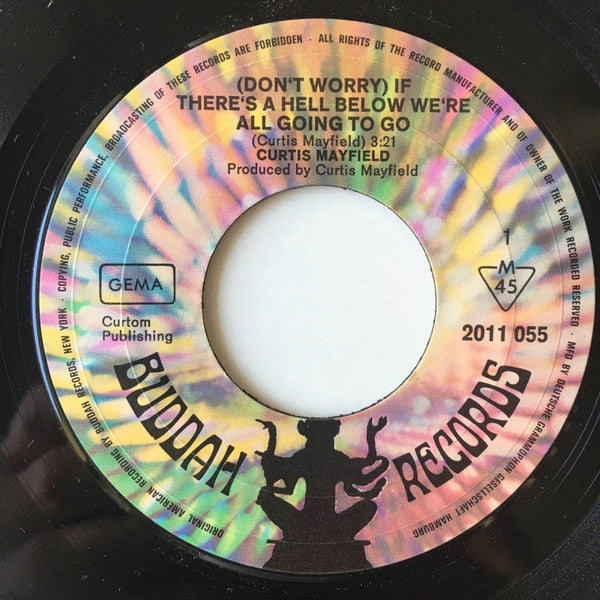 (DON'T WORRY) IF
THERE'S A HELL BELOW WE'RE
ALL GOING TO GO
(Curtis Mayfield) 3:21
CURTIS MAYFIELD
Produced by Curtis Mayfield
GEMA
Curtom
Publishing
1
M
45
2011 055
BUDDAH RECORDS
ORIGINAL AMERICAN RECORDING BY BUDDAH RECORDS, NEW YORK · COPYING, PUBLIC PERFORMANCE, BROADCASTING OF THESE RECORDS ARE FORBIDDEN · ALL RIGHTS OF THE RECORD MANUFACTURER AND OF OWNER OF THE WORK RECORDED RESERVED · MFD BY DEUTSCHE GRAMMOPHON GESELLSCHAFT HAMBURG